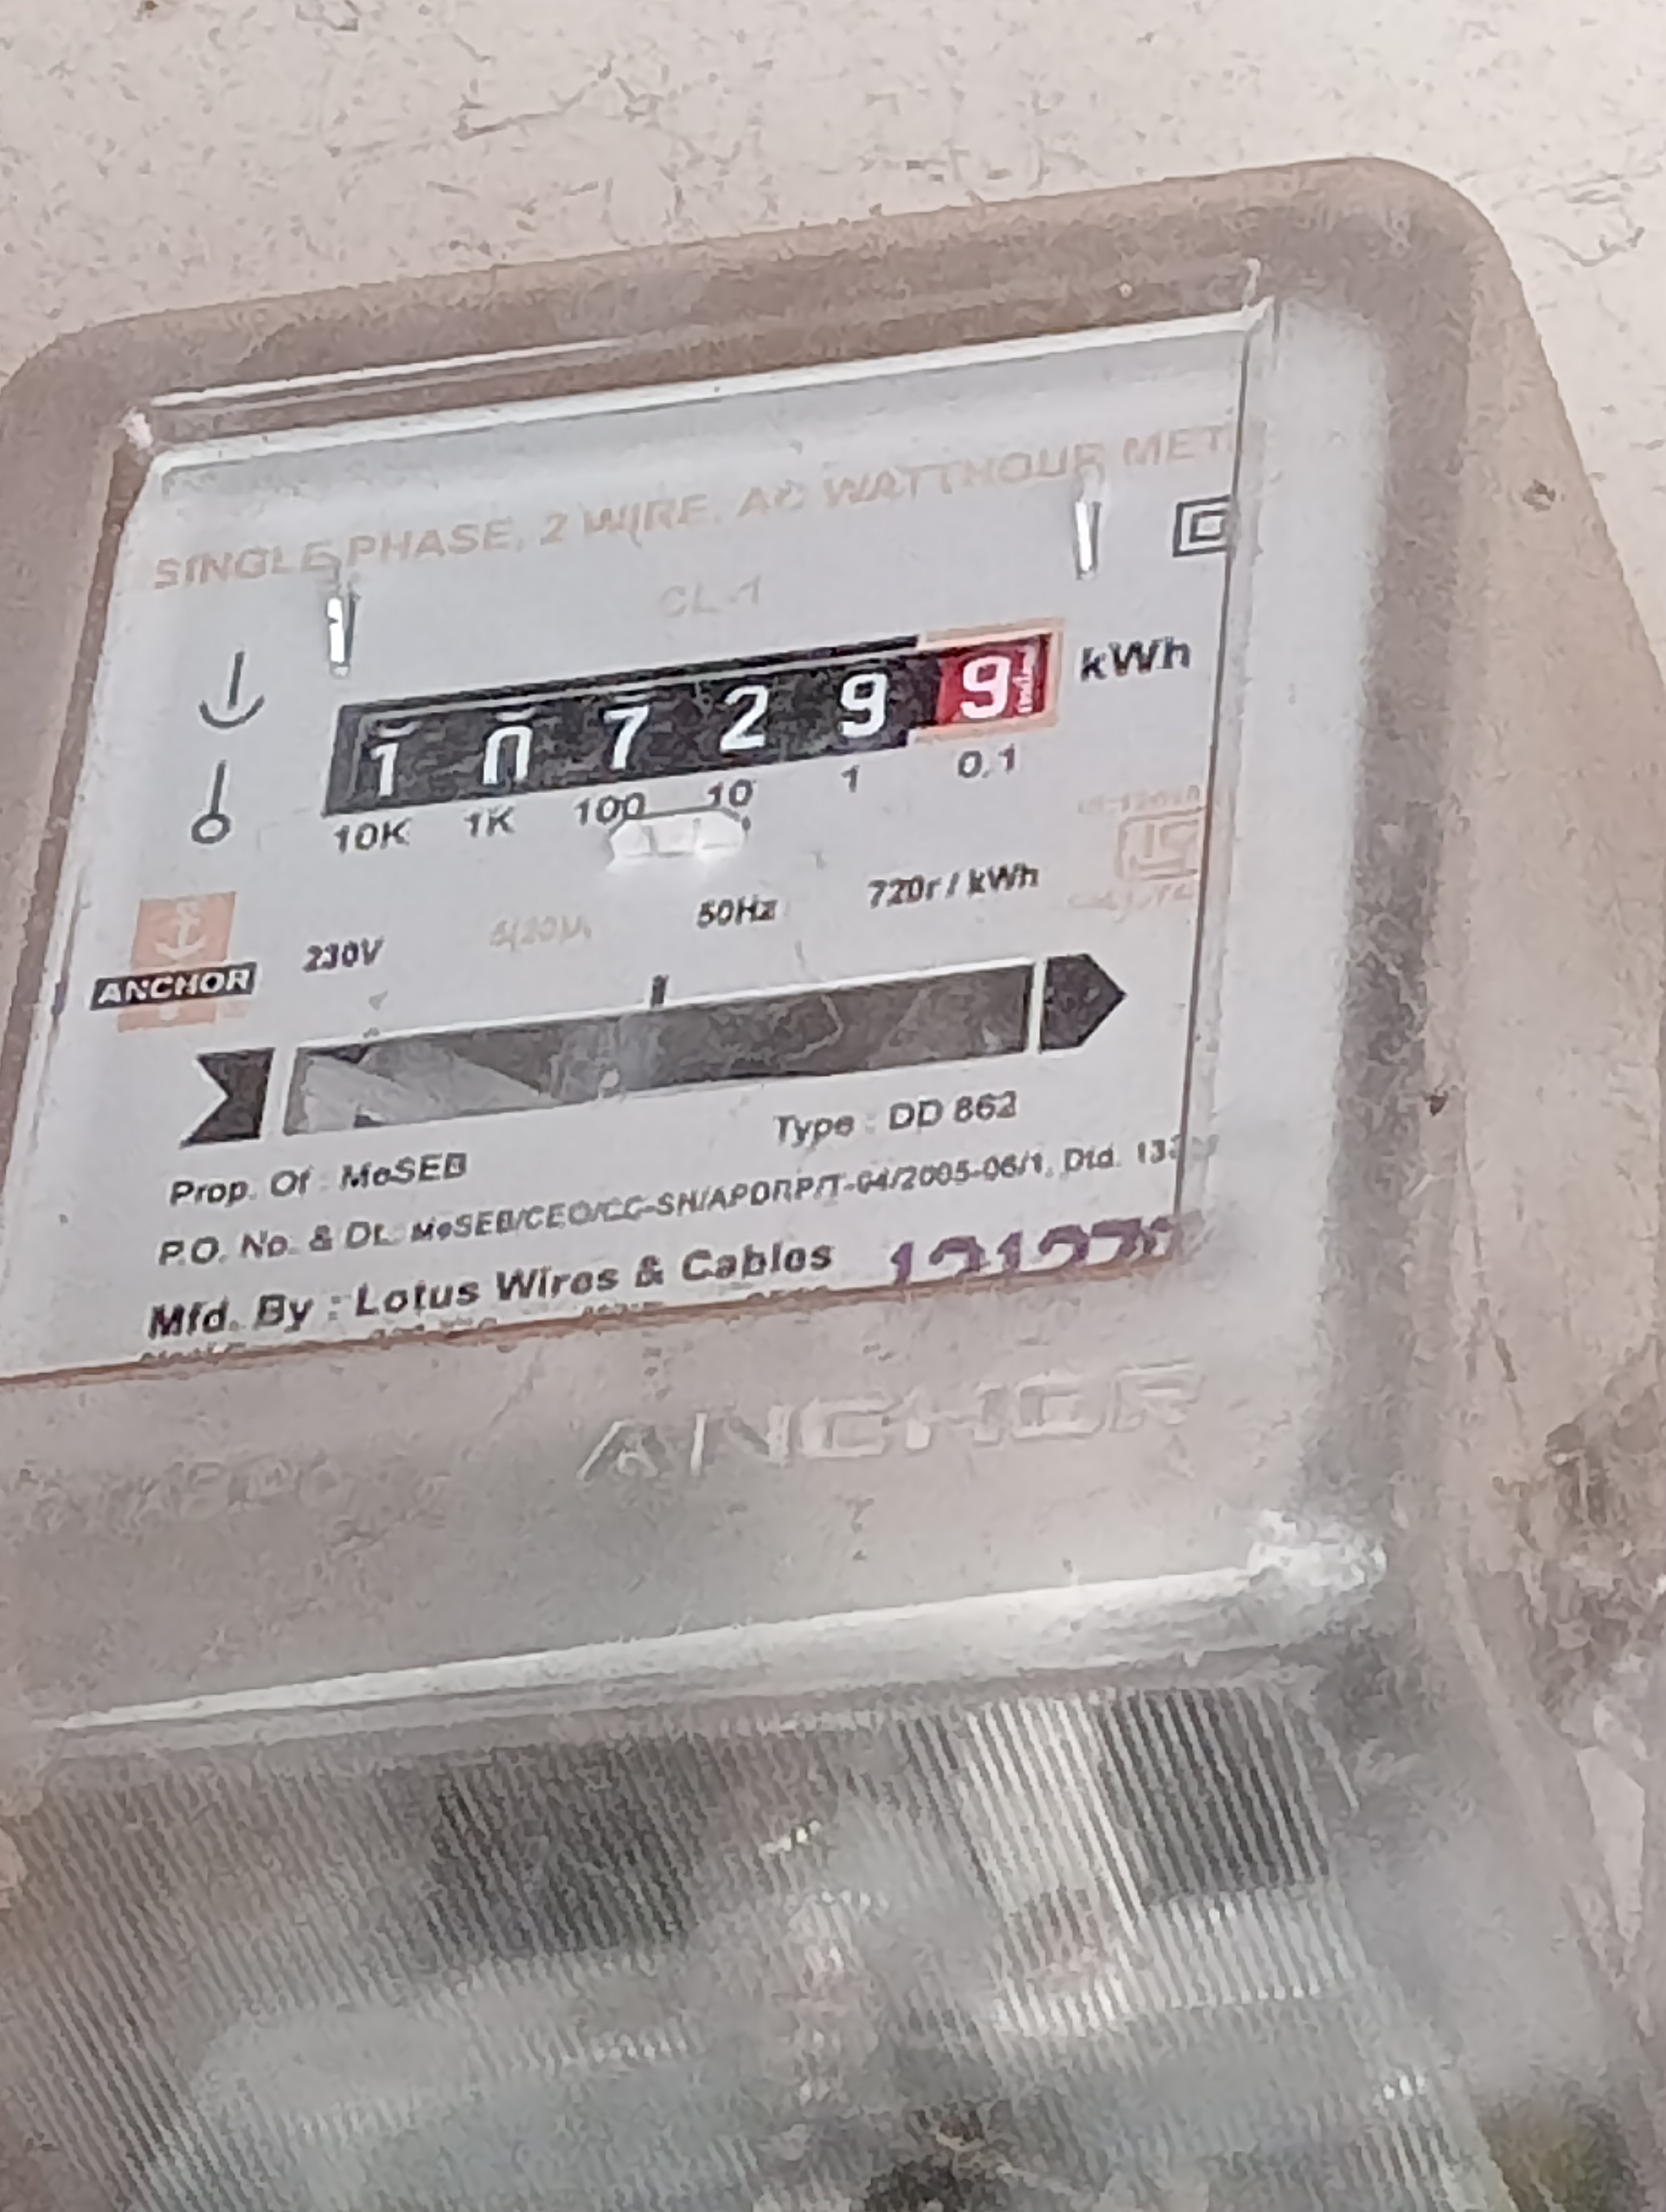 SINGLE PHASE, 2 WIRE, AC WATTHOUR MET
CL-1
1 0 7 2 9 9 kWh
10K 1K 100 10 1 0.1
ANCHOR 230V 50Hz 720r / kWh
Type : DD 862
Prop. Of : MeSEB
P.O. No. & Dt. MeSEB/CEO/CC-SN/APDRP/T-04/2005-06/1, Dtd.
Mfd. By : Lotus Wires & Cables
ANCHOR